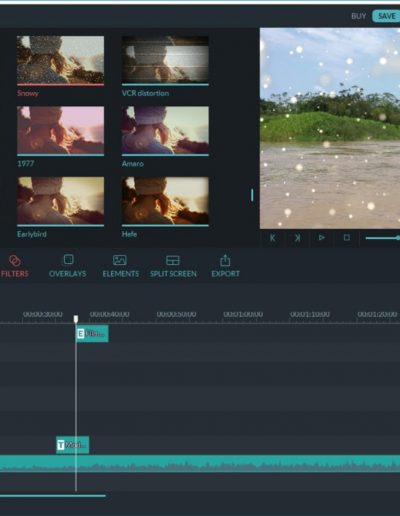 BUY SAVE
Snowy VCR distortion
1977 Amaro
Earlybird Hefe
FILTERS OVERLAYS ELEMENTS SPLIT SCREEN EXPORT
00:00:30:00 00:00:40:00 00:00:50:00 00:01:00:00 00:01:10:00 00:01:20:00
E
T